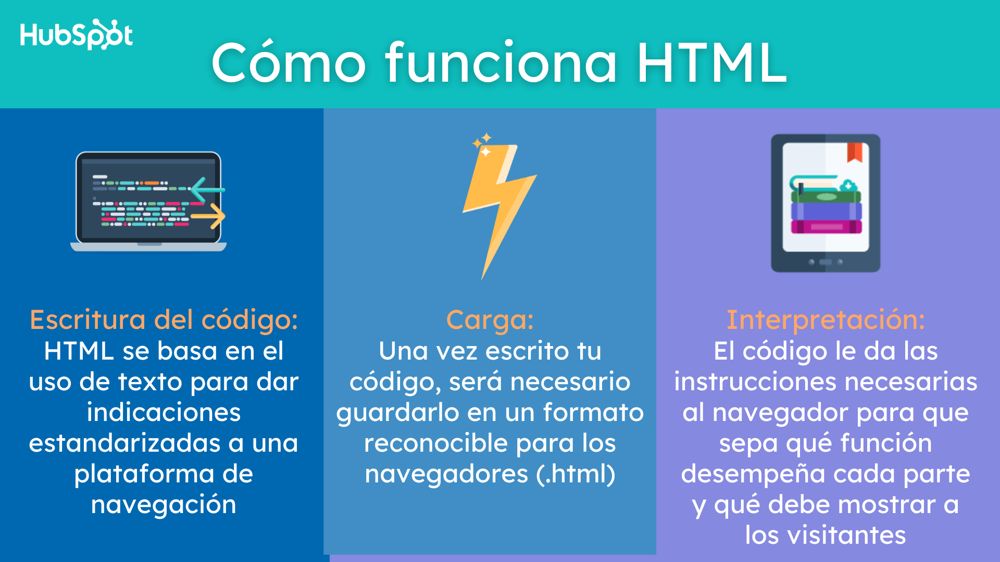 HubSpot
Cómo funciona HTML
Escritura del código:
HTML se basa en el
uso de texto para dar
indicaciones
estandarizadas a una
plataforma de
navegación
Carga:
Una vez escrito tu
código, será necesario
guardarlo en un formato
reconocible para los
navegadores (.html)
Interpretación:
El código le da las
instrucciones necesarias
al navegador para que
sepa qué función
desempeña cada parte
y qué debe mostrar a
los visitantes